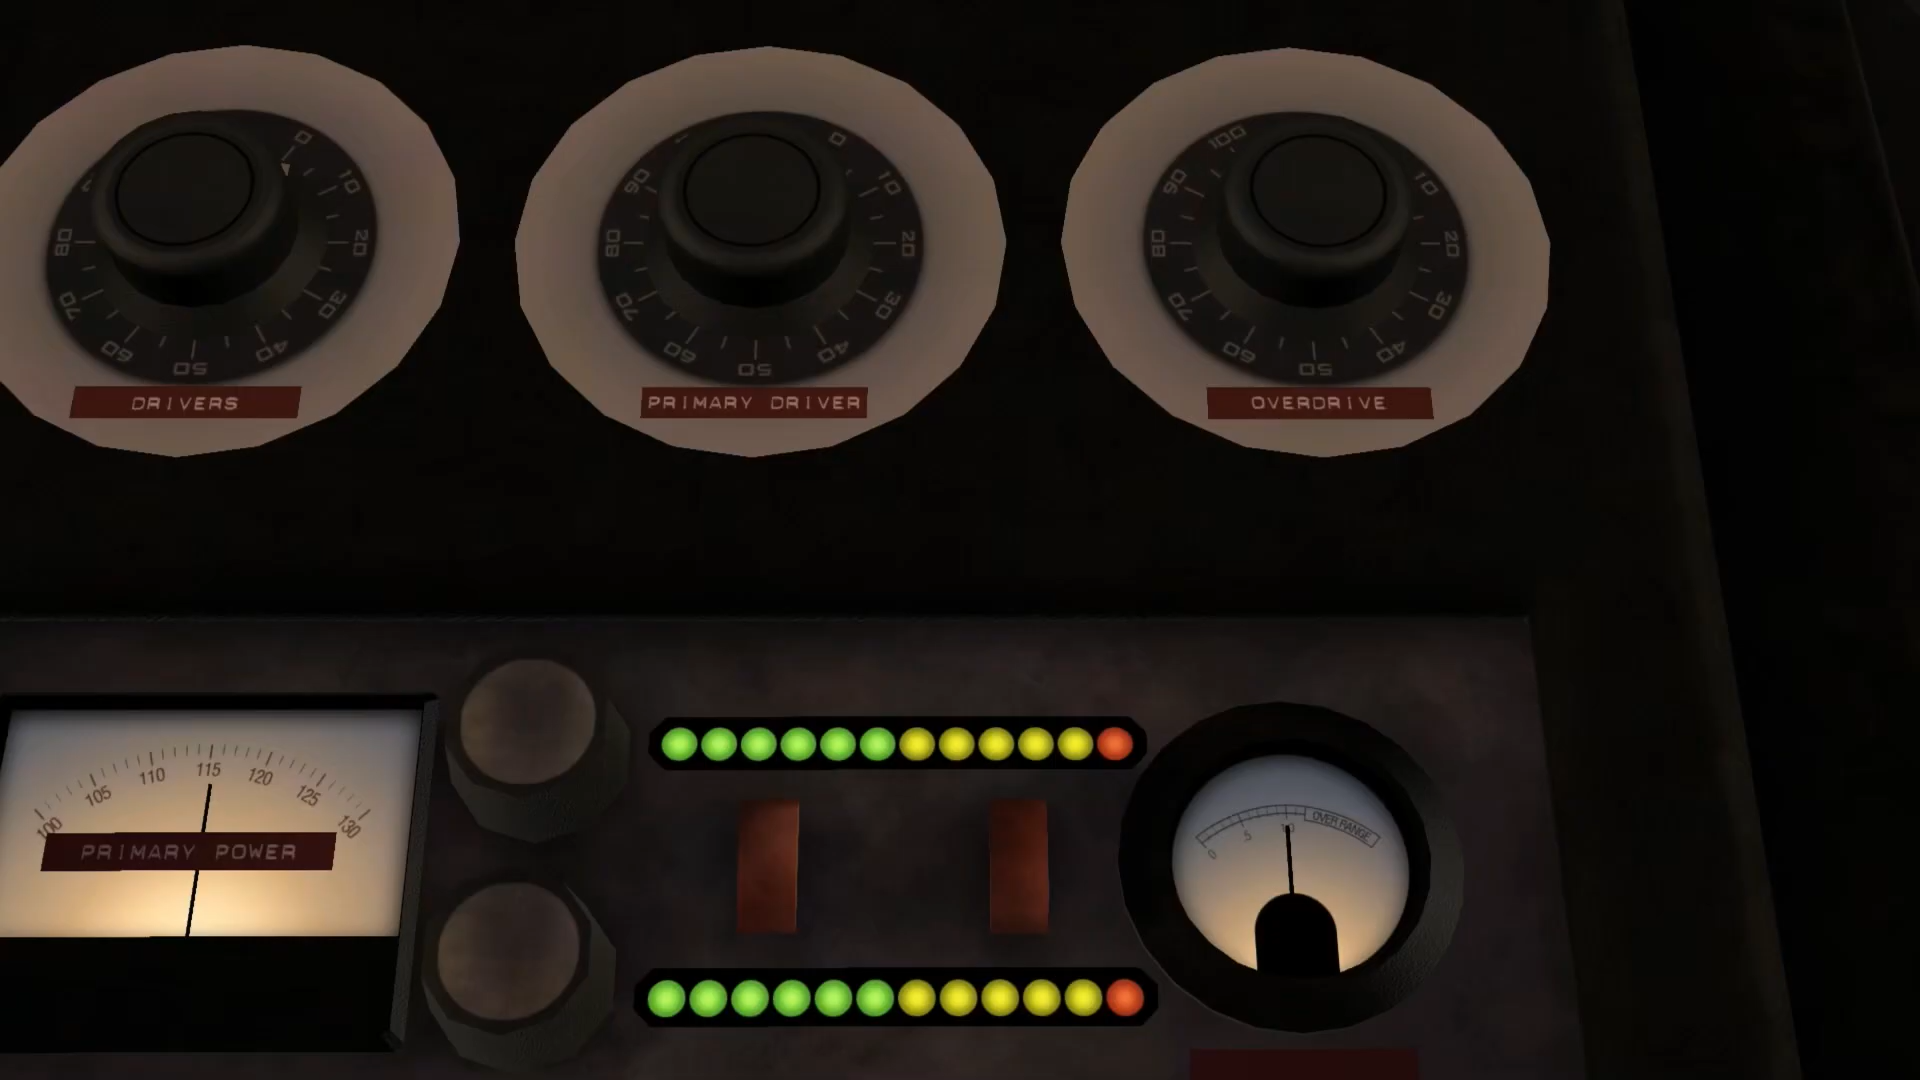 0 10 20 30 40 50 60 70 80
DRIVERS
0 10 20 30 40 50 60 70 80 90
PRIMARY DRIVER
10 20 30 40 50 60 70 80 90 100
OVERDRIVE
100 105 110 115 120 125 130
PRIMARY POWER
0 5 10 OVER RANGE